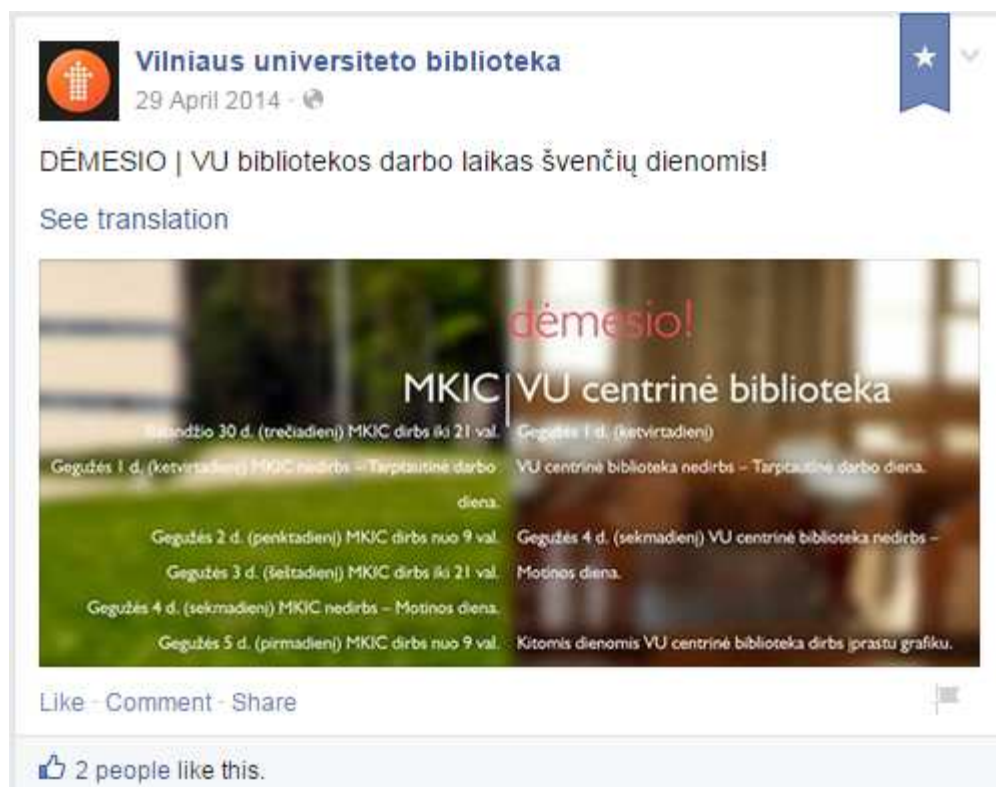 Vilniaus universiteto biblioteka
29 April 2014 ·
DĖMESIO | VU bibliotekos darbo laikas švenčių dienomis!
See translation
dėmesio!
MKIC | VU centrinė biblioteka
Balandžio 30 d. (trečiadienį) MKIC dirbs iki 21 val.
Gegužės 1 d. (ketvirtadienį) MKIC nedirbs – Tarptautinė darbo
diena.
Gegužės 2 d. (penktadienį) MKIC dirbs nuo 9 val.
Gegužės 3 d. (šeštadienį) MKIC dirbs iki 21 val.
Gegužės 4 d. (sekmadienį) MKIC nedirbs – Motinos diena.
Gegužės 5 d. (pirmadienį) MKIC dirbs nuo 9 val.
Gegužės 1 d. (ketvirtadienį)
VU centrinė biblioteka nedirbs – Tarptautinė darbo diena.
Gegužės 4 d. (sekmadienį) VU centrinė biblioteka nedirbs –
Motinos diena.
Kitomis dienomis VU centrinė biblioteka dirbs įprastu grafiku.
Like · Comment · Share
2 people like this.